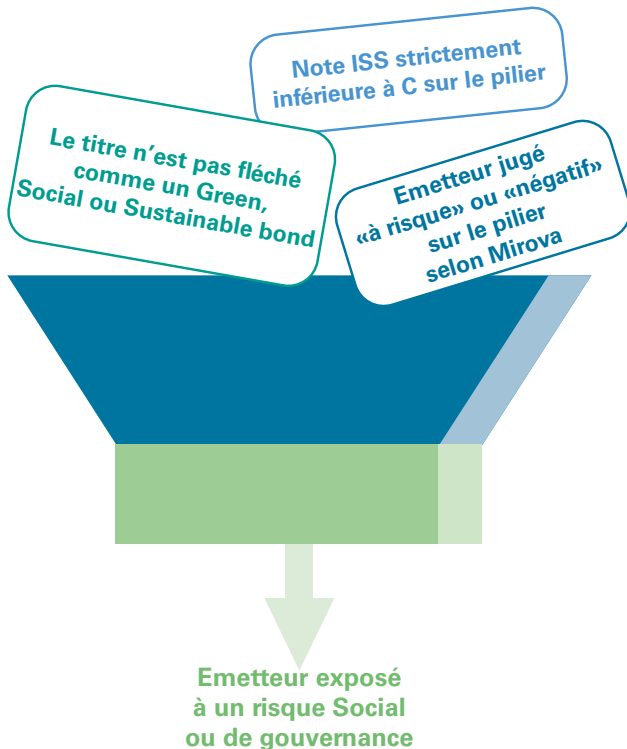 Note ISS strictement
inférieure à C sur le pilier
Le titre n’est pas fléché
comme un Green,
Social ou Sustainable bond
Emetteur jugé
«à risque» ou «négatif»
sur le pilier
selon Mirova
Emetteur exposé
à un risque Social
ou de gouvernance